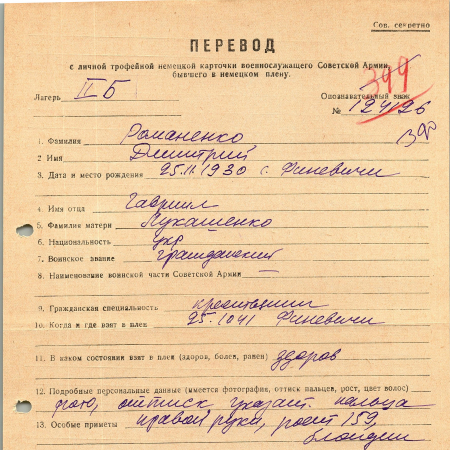 Сов. секретно
ПЕРЕВОД
с личной трофейной немецкой карточки военнослужащего Советской Армии,
бывшего в немецком плену.
399
Лагерь II Б
Опознавательный знак
№ 124126
390
1. Фамилия Романенко
2 Имя Дмитрий
3. Дата и место рождения 25.11.1930 г. Финевичи
4. Имя отца Гавриил
5. Фамилия матери Лукашенко
6. Национальность укр
7. Воинское звание гражданский
8. Наименование воинской части Советской Армии —
9. Гражданская специальность крестьянин
10. Когда и где взят в плен 25. 1041 Финевичи
11. В каком состоянии взят в плен (здоров, болен, ранен) здоров
12. Подробные персональные данные (имеется фотография, оттиск пальцев, рост, цвет волос)
фото, оттиск указат. пальца
13. Особые приметы правой руки, рост 159,
блондин